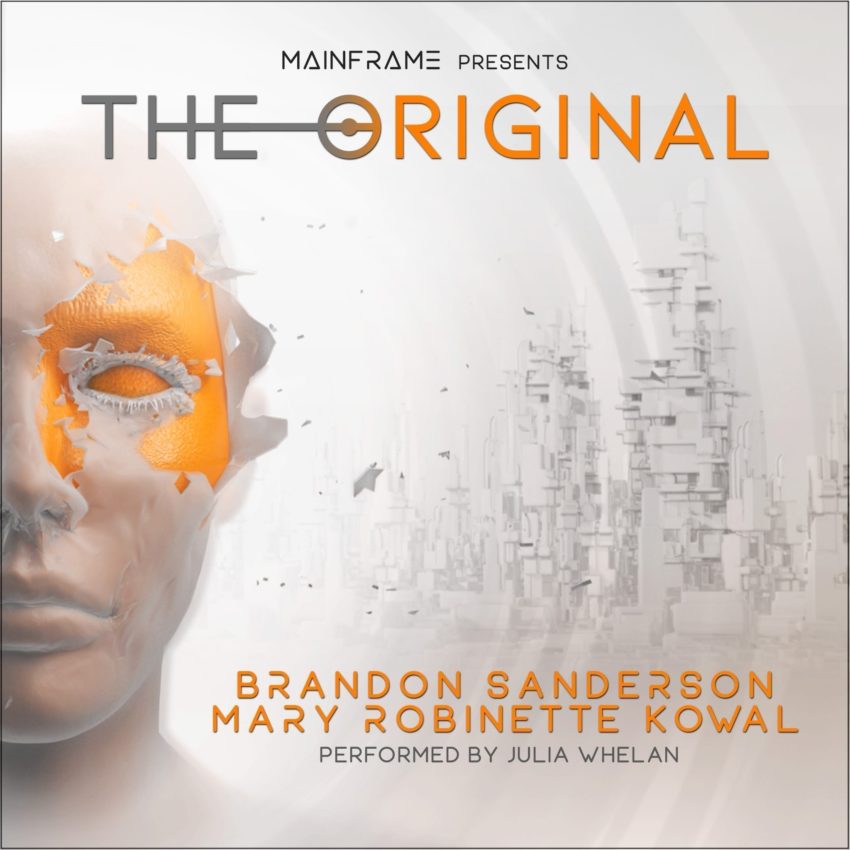 MAINFRAME PRESENTS
THE ORIGINAL
BRANDON SANDERSON
MARY ROBINETTE KOWAL
PERFORMED BY JULIA WHELAN